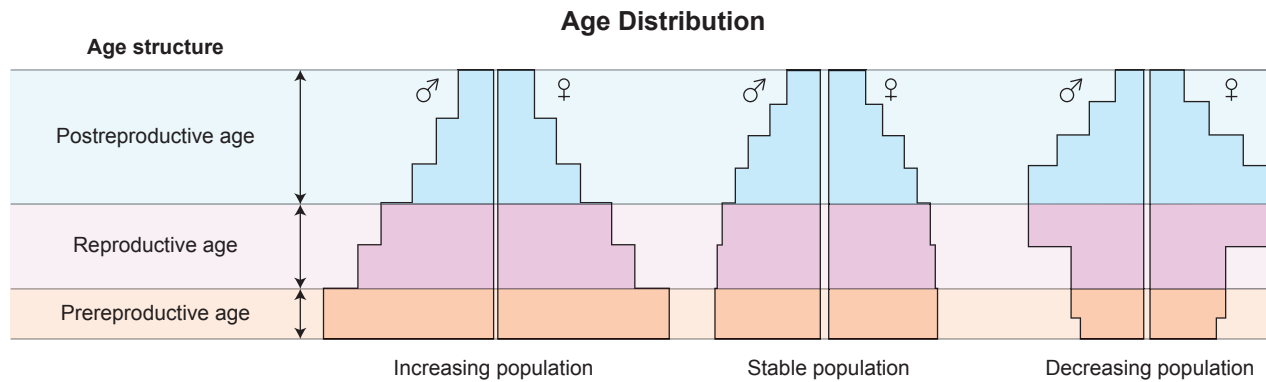 Age Distribution
Age structure
♂ ♀ ♂ ♀ ♂ ♀
Postreproductive age
Reproductive age
Prereproductive age
Increasing population
Stable population
Decreasing population